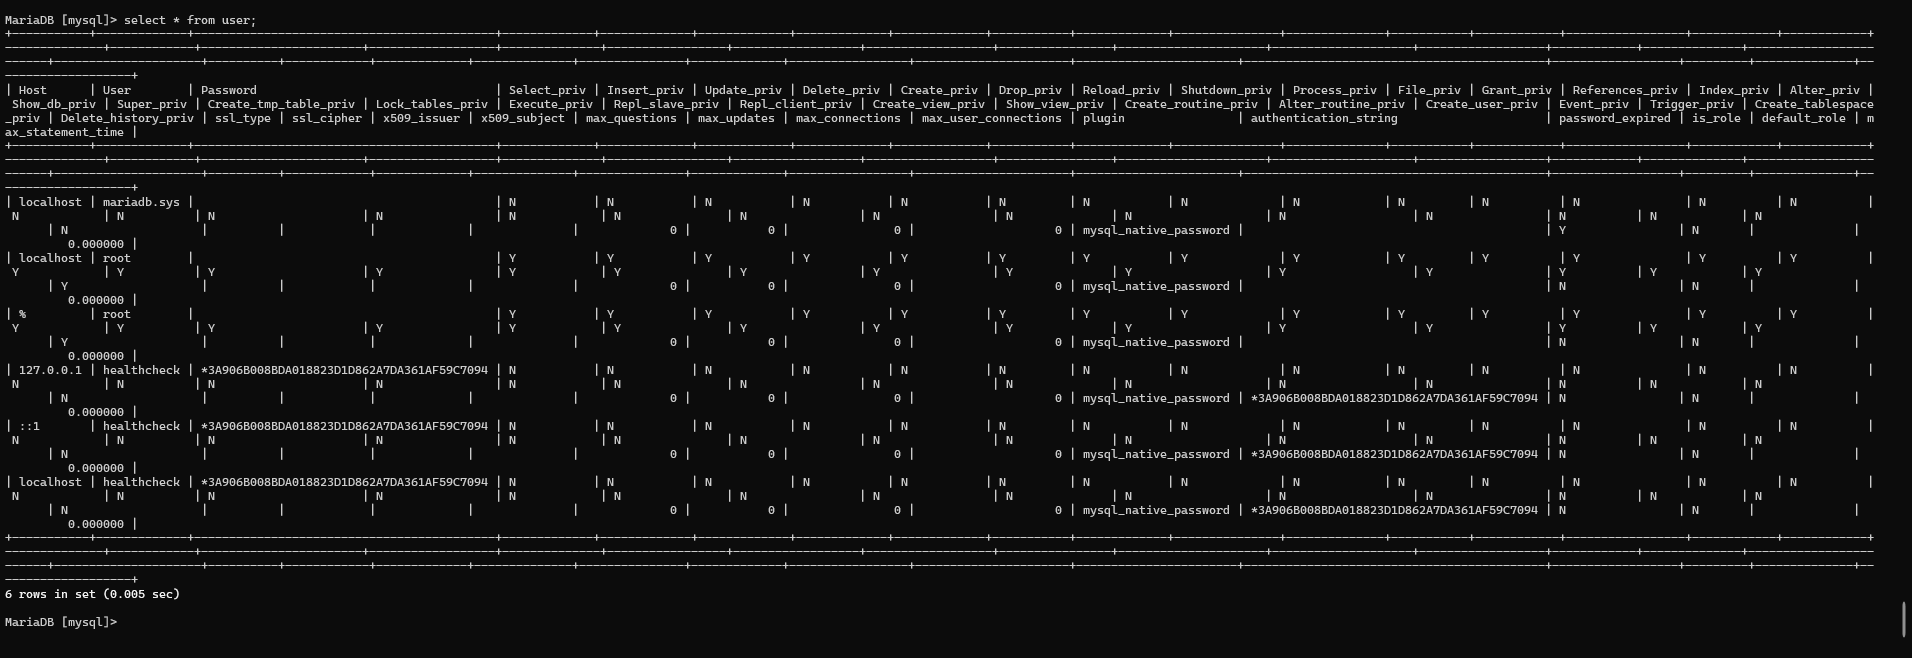 MariaDB [mysql]> select * from user;
+-----------+-------------+-------------------------------------------+-------------+-------------+-------------+-------------+-------------+-----------+-------------+---------------+--------------+-----------+------------+-----------------+------------+------------+
--------------+------------+-----------------------+------------------+--------------+-----------------+------------------+------------------+----------------+---------------------+--------------------+------------------+------------+--------------+------------------
------+---------------------+----------+------------+-------------+--------------+---------------+-------------+-----------------+----------------------+-----------------------+-------------------------------------------+------------------+---------+--------------+--
------------------+
| Host | User | Password | Select_priv | Insert_priv | Update_priv | Delete_priv | Create_priv | Drop_priv | Reload_priv | Shutdown_priv | Process_priv | File_priv | Grant_priv | References_priv | Index_priv | Alter_priv |
Show_db_priv | Super_priv | Create_tmp_table_priv | Lock_tables_priv | Execute_priv | Repl_slave_priv | Repl_client_priv | Create_view_priv | Show_view_priv | Create_routine_priv | Alter_routine_priv | Create_user_priv | Event_priv | Trigger_priv | Create_tablespace
_priv | Delete_history_priv | ssl_type | ssl_cipher | x509_issuer | x509_subject | max_questions | max_updates | max_connections | max_user_connections | plugin | authentication_string | password_expired | is_role | default_role | m
ax_statement_time |
+-----------+-------------+-------------------------------------------+-------------+-------------+-------------+-------------+-------------+-----------+-------------+---------------+--------------+-----------+------------+-----------------+------------+------------+
--------------+------------+-----------------------+------------------+--------------+-----------------+------------------+------------------+----------------+---------------------+--------------------+------------------+------------+--------------+------------------
------+---------------------+----------+------------+-------------+--------------+---------------+-------------+-----------------+----------------------+-----------------------+-------------------------------------------+------------------+---------+--------------+--
------------------+
| localhost | mariadb.sys | | N | N | N | N | N | N | N | N | N | N | N | N | N | N |
N | N | N | N | N | N | N | N | N | N | N | N | N | N | N
| N | | | | | 0 | 0 | 0 | 0 | mysql_native_password | | Y | N | |
0.000000 |
| localhost | root | | Y | Y | Y | Y | Y | Y | Y | Y | Y | Y | Y | Y | Y | Y |
Y | Y | Y | Y | Y | Y | Y | Y | Y | Y | Y | Y | Y | Y | Y
| Y | | | | | 0 | 0 | 0 | 0 | mysql_native_password | | N | N | |
0.000000 |
| % | root | | Y | Y | Y | Y | Y | Y | Y | Y | Y | Y | Y | Y | Y | Y |
Y | Y | Y | Y | Y | Y | Y | Y | Y | Y | Y | Y | Y | Y | Y
| Y | | | | | 0 | 0 | 0 | 0 | mysql_native_password | | N | N | |
0.000000 |
| 127.0.0.1 | healthcheck | *3A906B008BDA018823D1D862A7DA361AF59C7094 | N | N | N | N | N | N | N | N | N | N | N | N | N | N |
N | N | N | N | N | N | N | N | N | N | N | N | N | N | N
| N | | | | | 0 | 0 | 0 | 0 | mysql_native_password | *3A906B008BDA018823D1D862A7DA361AF59C7094 | N | N | |
0.000000 |
| ::1 | healthcheck | *3A906B008BDA018823D1D862A7DA361AF59C7094 | N | N | N | N | N | N | N | N | N | N | N | N | N | N |
N | N | N | N | N | N | N | N | N | N | N | N | N | N | N
| N | | | | | 0 | 0 | 0 | 0 | mysql_native_password | *3A906B008BDA018823D1D862A7DA361AF59C7094 | N | N | |
0.000000 |
| localhost | healthcheck | *3A906B008BDA018823D1D862A7DA361AF59C7094 | N | N | N | N | N | N | N | N | N | N | N | N | N | N |
N | N | N | N | N | N | N | N | N | N | N | N | N | N | N
| N | | | | | 0 | 0 | 0 | 0 | mysql_native_password | *3A906B008BDA018823D1D862A7DA361AF59C7094 | N | N | |
0.000000 |
+-----------+-------------+-------------------------------------------+-------------+-------------+-------------+-------------+-------------+-----------+-------------+---------------+--------------+-----------+------------+-----------------+------------+------------+
--------------+------------+-----------------------+------------------+--------------+-----------------+------------------+------------------+----------------+---------------------+--------------------+------------------+------------+--------------+------------------
------+---------------------+----------+------------+-------------+--------------+---------------+-------------+-----------------+----------------------+-----------------------+-------------------------------------------+------------------+---------+--------------+--
------------------+
6 rows in set (0.005 sec)
MariaDB [mysql]>